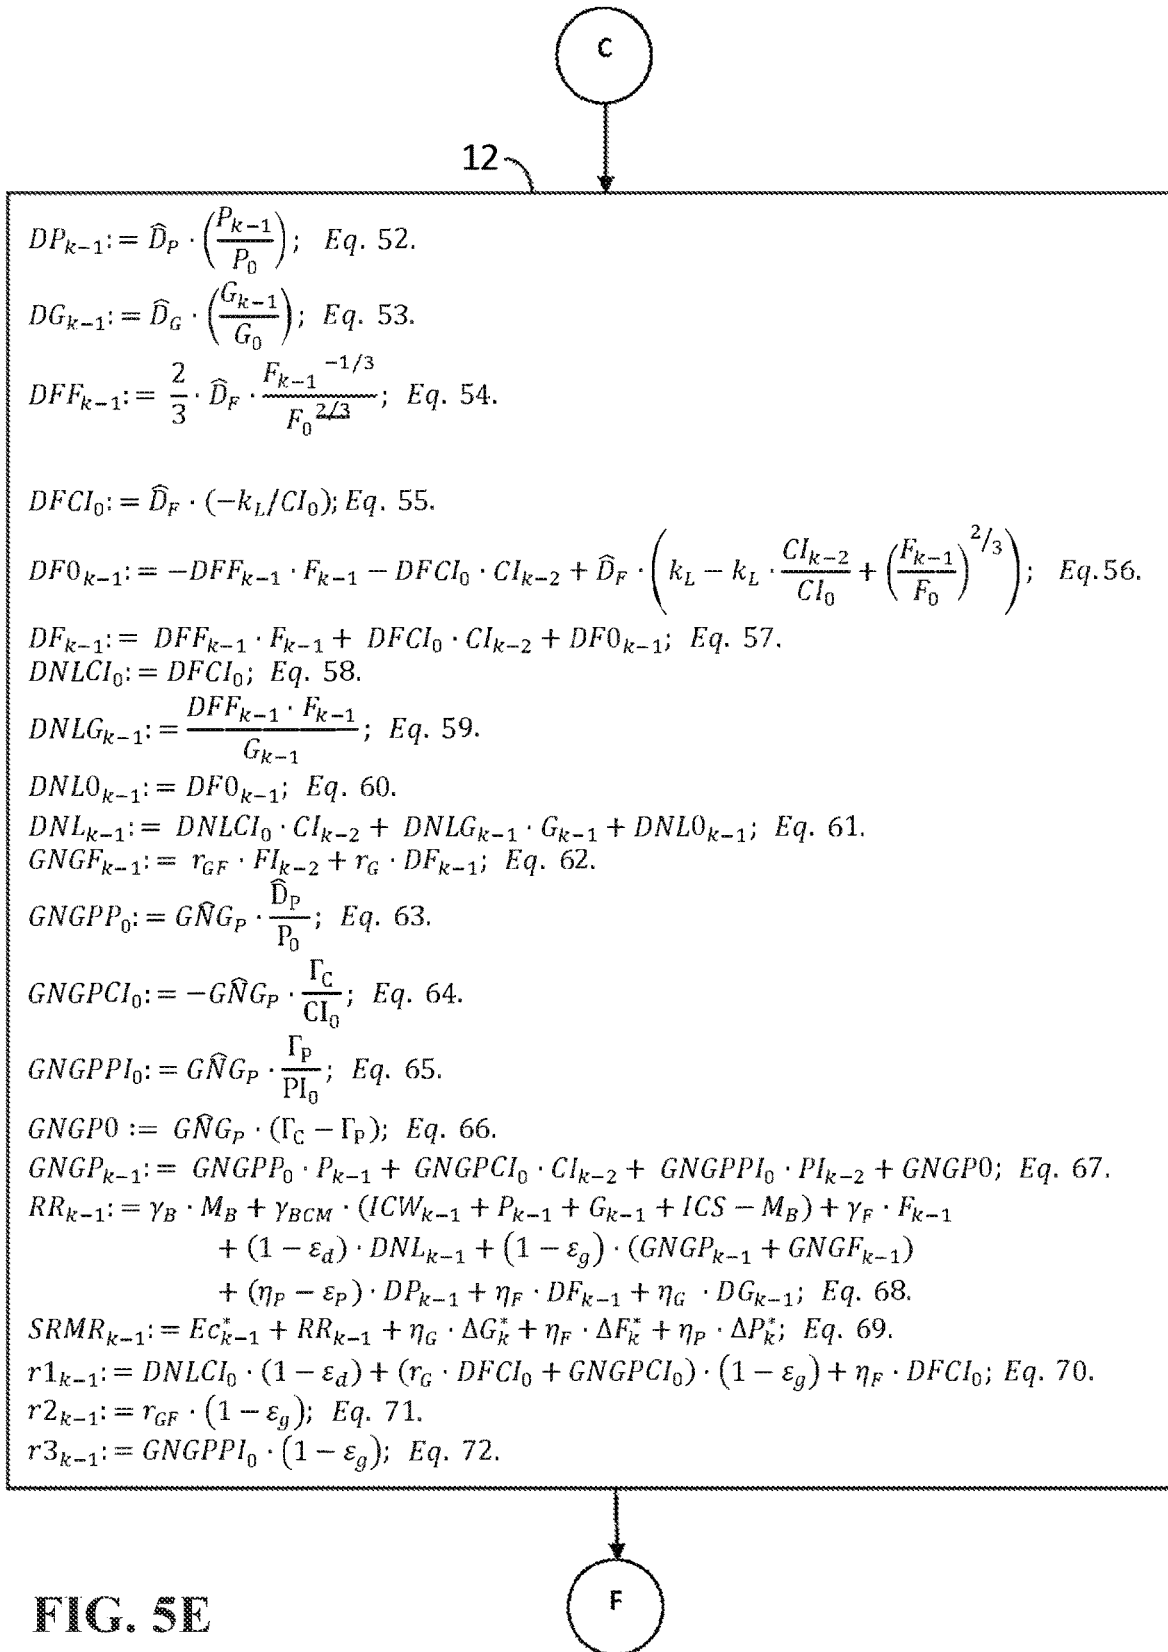 C
12
DP_{k−1}:= D̂_P · (P_{k−1}/P_0); Eq. 52.
DG_{k−1}:= D̂_G · (G_{k−1}/G_0); Eq. 53.
DFF_{k−1}:= 2/3 · D̂_F · F_{k−1}^{−1/3}/F_0^{2/3}; Eq. 54.
DFCI_0:= D̂_F · (−k_L/CI_0); Eq. 55.
DF0_{k−1}:= −DFF_{k−1} · F_{k−1} − DFCI_0 · CI_{k−2} + D̂_F · (k_L − k_L · CI_{k−2}/CI_0 + (F_{k−1}/F_0)^{2/3}); Eq.56.
DF_{k−1}:= DFF_{k−1} · F_{k−1} + DFCI_0 · CI_{k−2} + DF0_{k−1}; Eq. 57.
DNLCI_0:= DFCI_0; Eq. 58.
DNLG_{k−1}:= DFF_{k−1} · F_{k−1}/G_{k−1}; Eq. 59.
DNL0_{k−1}:= DF0_{k−1}; Eq. 60.
DNL_{k−1}:= DNLCI_0 · CI_{k−2} + DNLG_{k−1} · G_{k−1} + DNL0_{k−1}; Eq. 61.
GNGF_{k−1}:= r_{GF} · FI_{k−2} + r_G · DF_{k−1}; Eq. 62.
GNGPP_0:= GN̂G_P · D̂_P/P_0; Eq. 63.
GNGPCI_0:= −GN̂G_P · Γ_C/CI_0; Eq. 64.
GNGPPI_0:= GN̂G_P · Γ_P/PI_0; Eq. 65.
GNGP0 := GN̂G_P · (Γ_C − Γ_P); Eq. 66.
GNGP_{k−1}:= GNGPP_0 · P_{k−1} + GNGPCI_0 · CI_{k−2} + GNGPPI_0 · PI_{k−2} + GNGP0; Eq. 67.
RR_{k−1}:= γ_B · M_B + γ_{BCM} · (ICW_{k−1} + P_{k−1} + G_{k−1} + ICS − M_B) + γ_F · F_{k−1}
+ (1 − ε_d) · DNL_{k−1} + (1 − ε_g) · (GNGP_{k−1} + GNGF_{k−1})
+ (η_P − ε_P) · DP_{k−1} + η_F · DF_{k−1} + η_G · DG_{k−1}; Eq. 68.
SRMR_{k−1}:= Ec*_{k−1} + RR_{k−1} + η_G · ΔG*_k + η_F · ΔF*_k + η_P · ΔP*_k; Eq. 69.
r1_{k−1}:= DNLCI_0 · (1 − ε_d) + (r_G · DFCI_0 + GNGPCI_0) · (1 − ε_g) + η_F · DFCI_0; Eq. 70.
r2_{k−1}:= r_{GF} · (1 − ε_g); Eq. 71.
r3_{k−1}:= GNGPPI_0 · (1 − ε_g); Eq. 72.
F
FIG. 5E